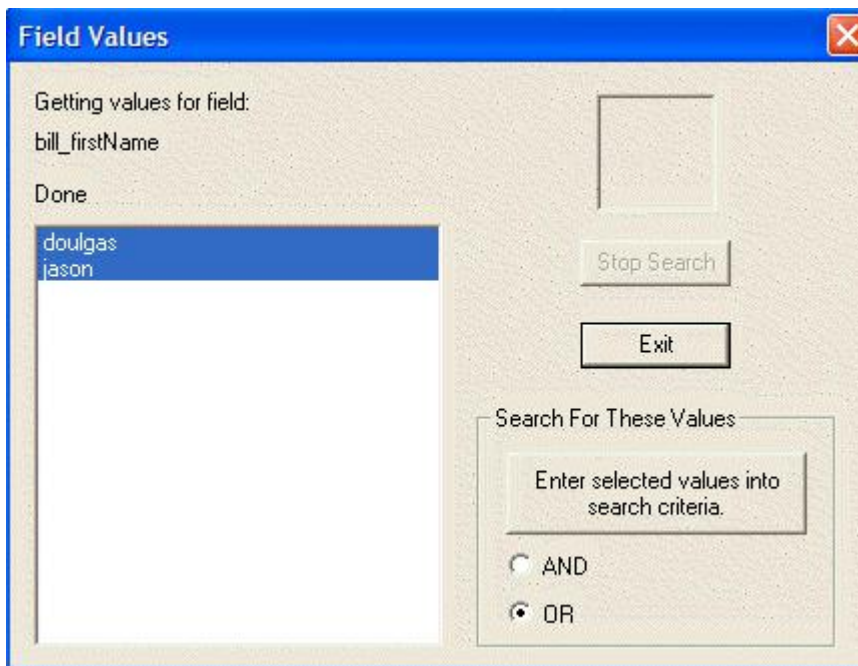 Field Values
Getting values for field:
bill_firstName
Done
doulgas
jason
Stop Search
Exit
Search For These Values
Enter selected values into
search criteria.
AND
OR